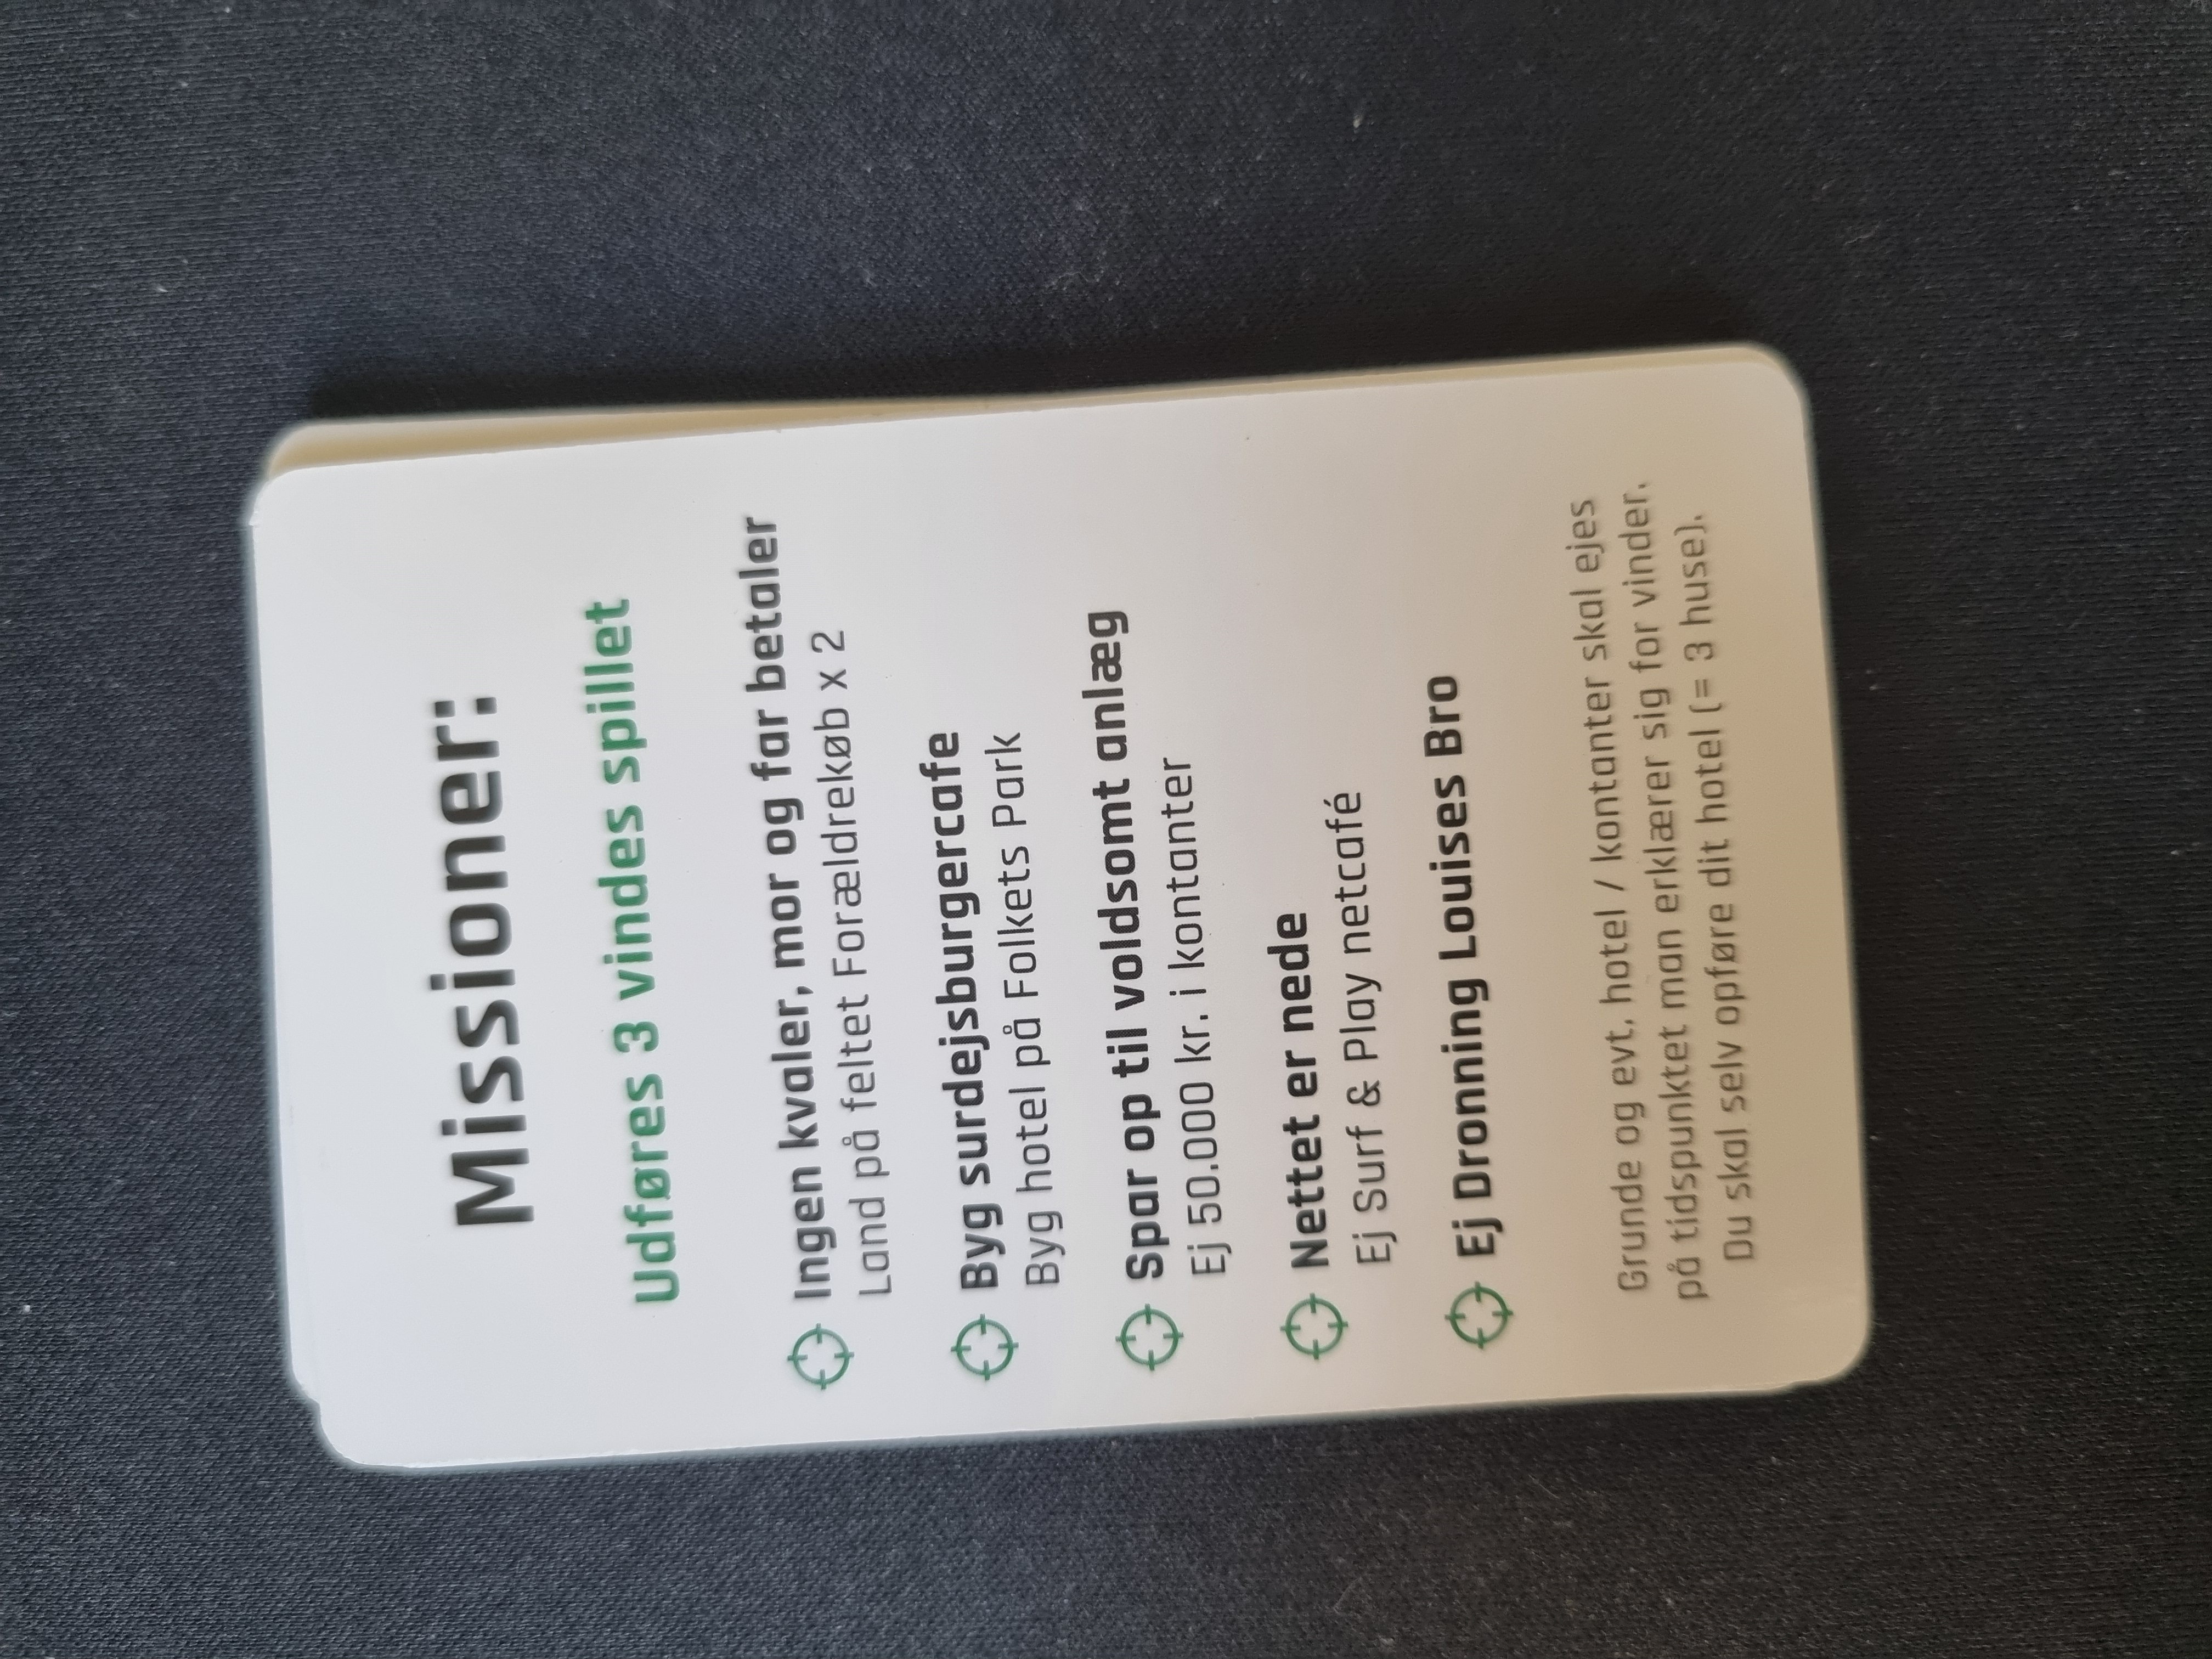 Missioner:
Udføres 3 vindes spillet
Ingen kvaler, mor og far betaler
Land på feltet Forældrekøb x 2
Byg surdejsburgercafe
Byg hotel på Folkets Park
Spar op til voldsomt anlæg
Ej 50.000 kr. i kontanter
Nettet er nede
Ej Surf & Play netcafé
Ej Dronning Louises Bro
Grunde og evt. hotel / kontanter skal ejes
på tidspunktet man erklærer sig for vinder.
Du skal selv opføre dit hotel (= 3 huse).